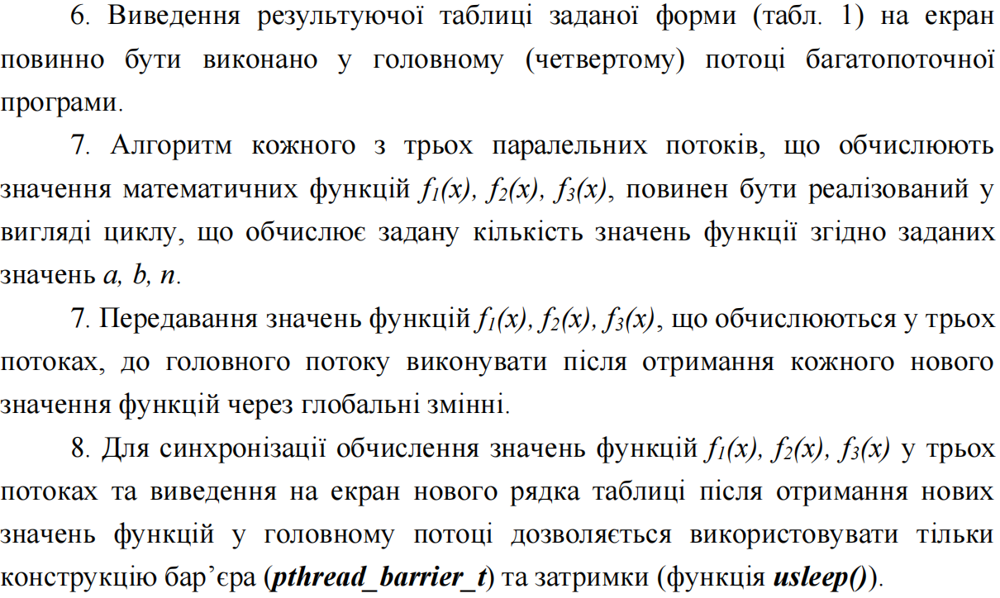 6. Виведення результуючої таблиці заданої форми (табл. 1) на екран
повинно бути виконано у головному (четвертому) потоці багатопоточної
програми.
7. Алгоритм кожного з трьох паралельних потоків, що обчислюють
значення математичних функцій f₁(x), f₂(x), f₃(x), повинен бути реалізований у
вигляді циклу, що обчислює задану кількість значень функції згідно заданих
значень a, b, n.
7. Передавання значень функцій f₁(x), f₂(x), f₃(x), що обчислюються у трьох
потоках, до головного потоку виконувати після отримання кожного нового
значення функцій через глобальні змінні.
8. Для синхронізації обчислення значень функцій f₁(x), f₂(x), f₃(x) у трьох
потоках та виведення на екран нового рядка таблиці після отримання нових
значень функцій у головному потоці дозволяється використовувати тільки
конструкцію бар’єра (pthread_barrier_t) та затримки (функція usleep()).